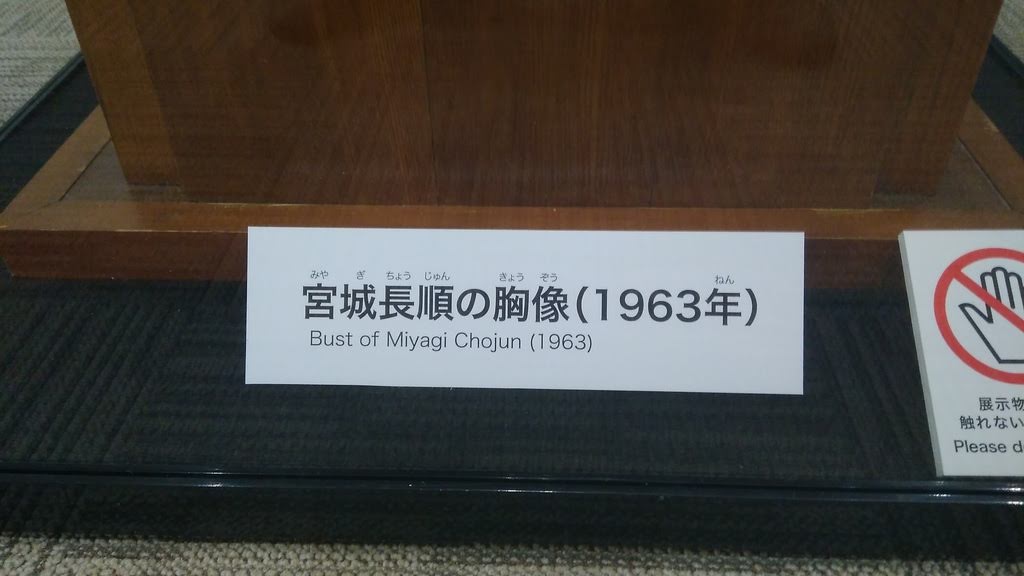 みや ぎ ちょう じゅん きょう ぞう ねん
宮城長順の胸像(1963年)
Bust of Miyagi Chojun (1963)
展示物
触れない
Please d